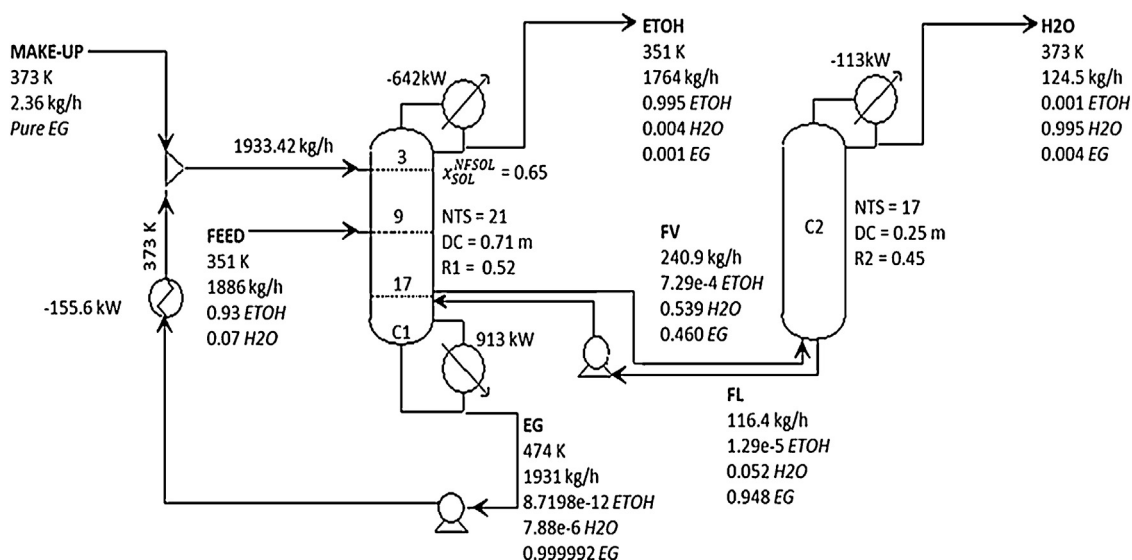 MAKE-UP
373 K
2.36 kg/h
Pure EG
1933.42 kg/h
373 K
-155.6 kW
FEED
351 K
1886 kg/h
0.93 ETOH
0.07 H2O
-642kW
3
x_{SOL}^{NFSOL} = 0.65
9
NTS = 21
DC = 0.71 m
R1 = 0.52
17
C1
913 kW
ETOH
351 K
1764 kg/h
0.995 ETOH
0.004 H2O
0.001 EG
EG
474 K
1931 kg/h
8.7198e-12 ETOH
7.88e-6 H2O
0.999992 EG
FV
240.9 kg/h
7.29e-4 ETOH
0.539 H2O
0.460 EG
FL
116.4 kg/h
1.29e-5 ETOH
0.052 H2O
0.948 EG
-113kW
C2
NTS = 17
DC = 0.25 m
R2 = 0.45
H2O
373 K
124.5 kg/h
0.001 ETOH
0.995 H2O
0.004 EG